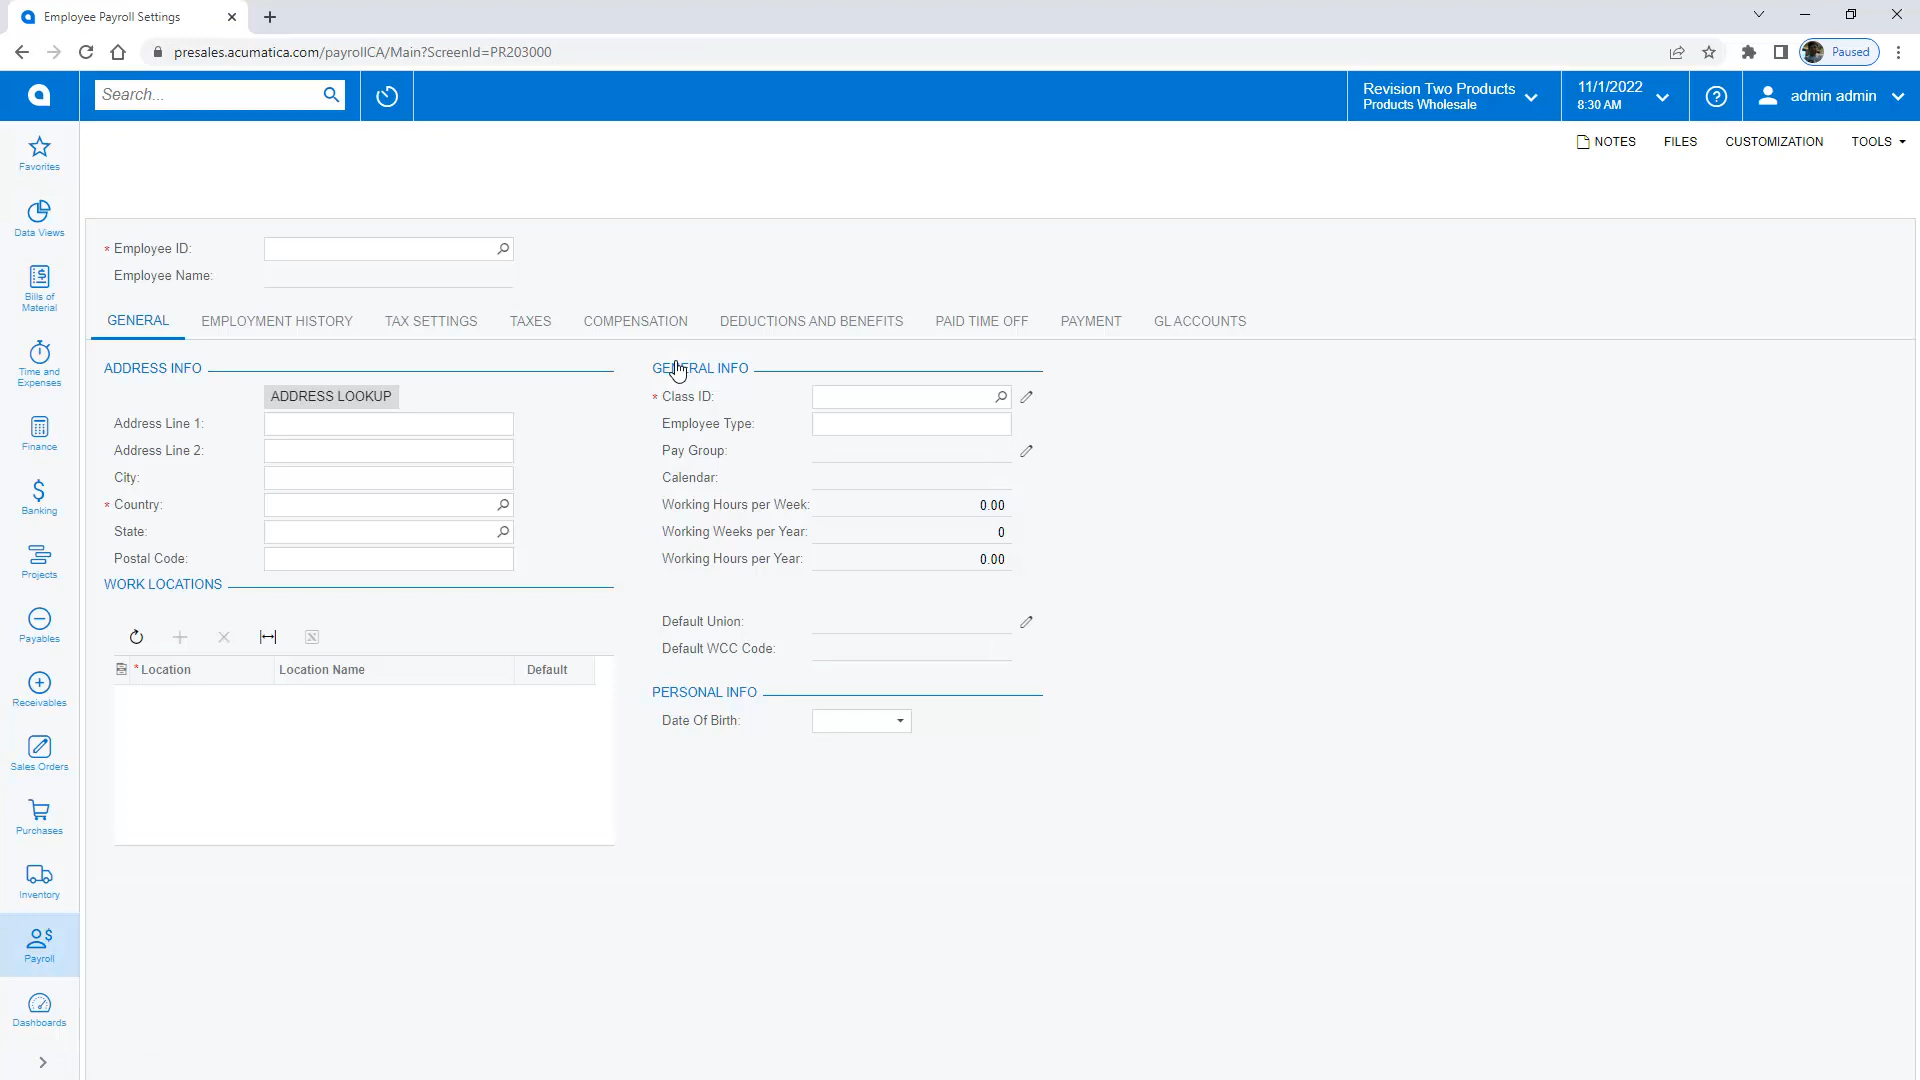 Employee Payroll Settings
presales.acumatica.com/payrollCA/Main?ScreenId=PR203000
Paused
Search...
Revision Two Products
Products Wholesale
11/1/2022
8:30 AM
admin admin
NOTES FILES CUSTOMIZATION TOOLS
Favorites
Data Views
Bills of
Material
Time and
Expenses
Finance
Banking
Projects
Payables
Receivables
Sales Orders
Purchases
Inventory
Payroll
Dashboards
* Employee ID:
Employee Name:
GENERAL EMPLOYMENT HISTORY TAX SETTINGS TAXES COMPENSATION DEDUCTIONS AND BENEFITS PAID TIME OFF PAYMENT GL ACCOUNTS
ADDRESS INFO
ADDRESS LOOKUP
Address Line 1:
Address Line 2:
City:
* Country:
State:
Postal Code:
WORK LOCATIONS
* Location Location Name Default
GENERAL INFO
* Class ID:
Employee Type:
Pay Group:
Calendar:
Working Hours per Week: 0.00
Working Weeks per Year: 0
Working Hours per Year: 0.00
Default Union:
Default WCC Code:
PERSONAL INFO
Date Of Birth: